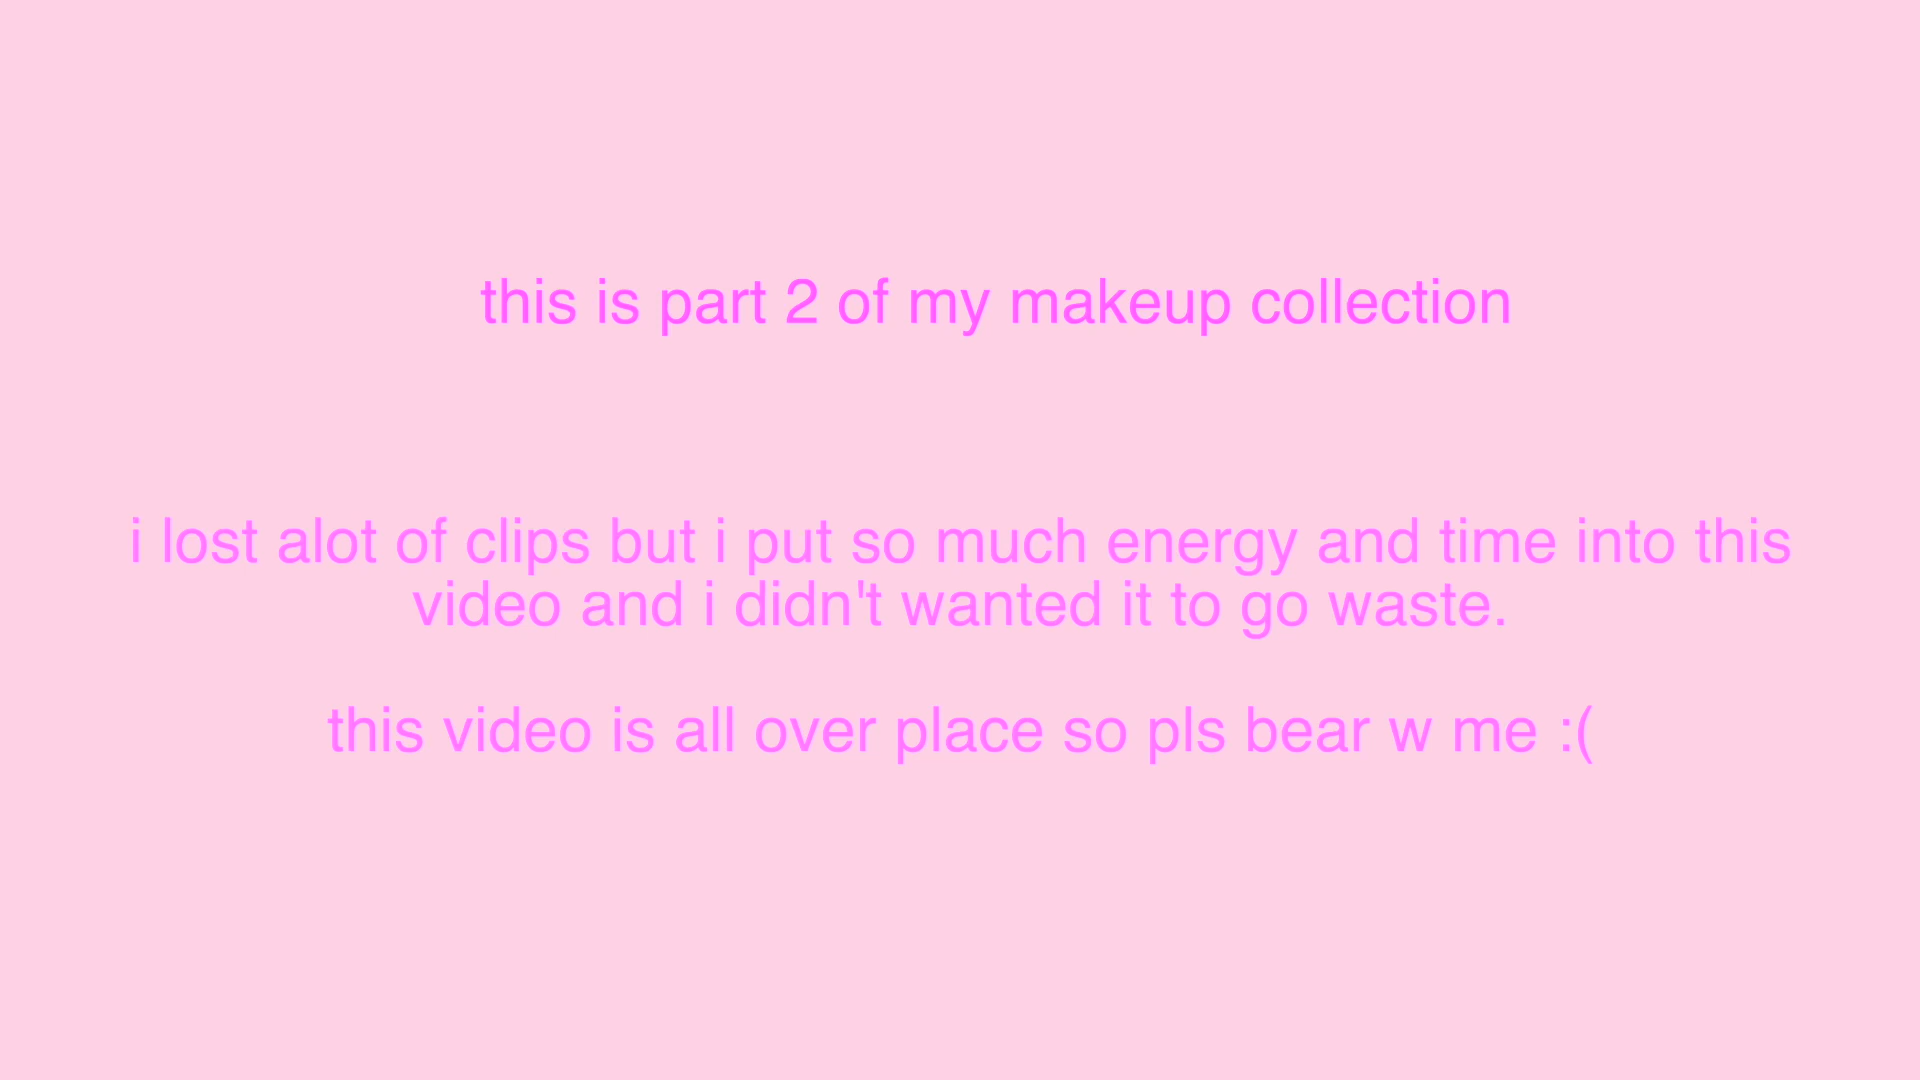 this is part 2 of my makeup collection
i lost alot of clips but i put so much energy and time into this
video and i didn't wanted it to go waste.
this video is all over place so pls bear w me :(